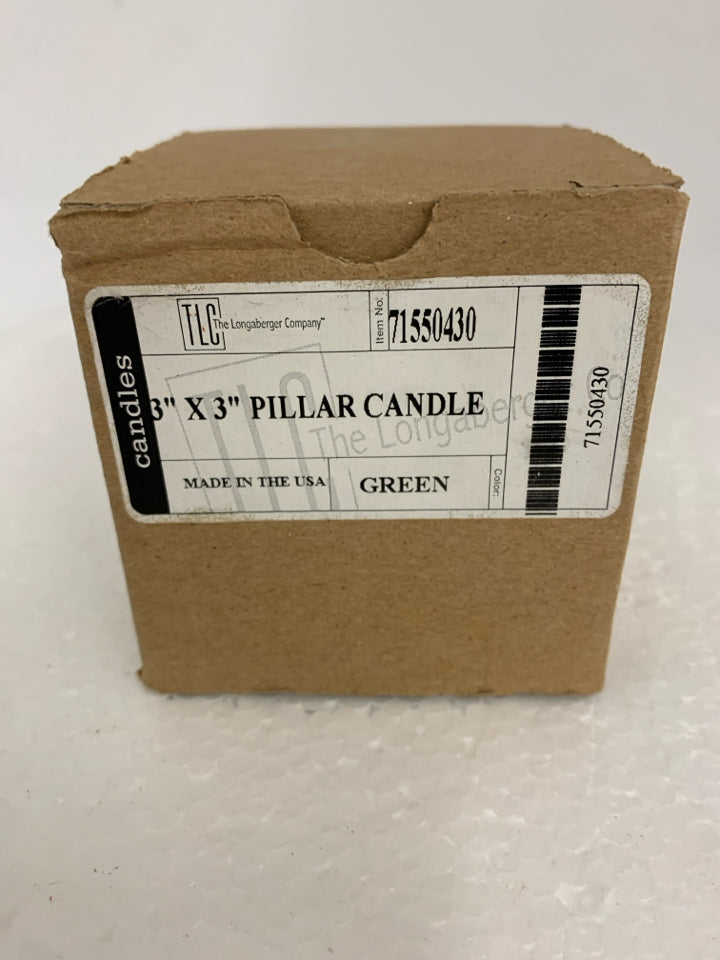 candles
TLC The Longaberger Company™
Item No:
71550430
3" X 3" PILLAR CANDLE
TLC The Longaberger Co
MADE IN THE USA
GREEN
Color:
71550430